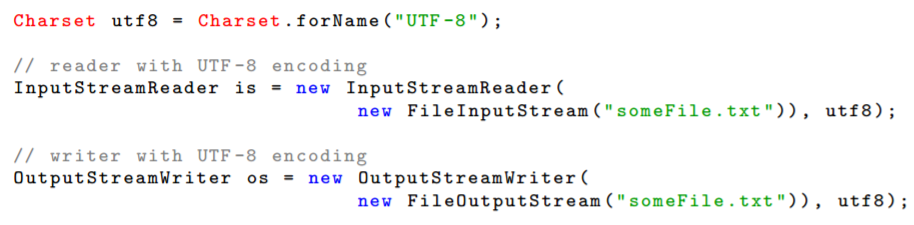 Charset utf8 = Charset.forName("UTF-8");
// reader with UTF-8 encoding
InputStreamReader is = new InputStreamReader(
new FileInputStream("someFile.txt")), utf8);
// writer with UTF-8 encoding
OutputStreamWriter os = new OutputStreamWriter(
new FileOutputStream("someFile.txt")), utf8);